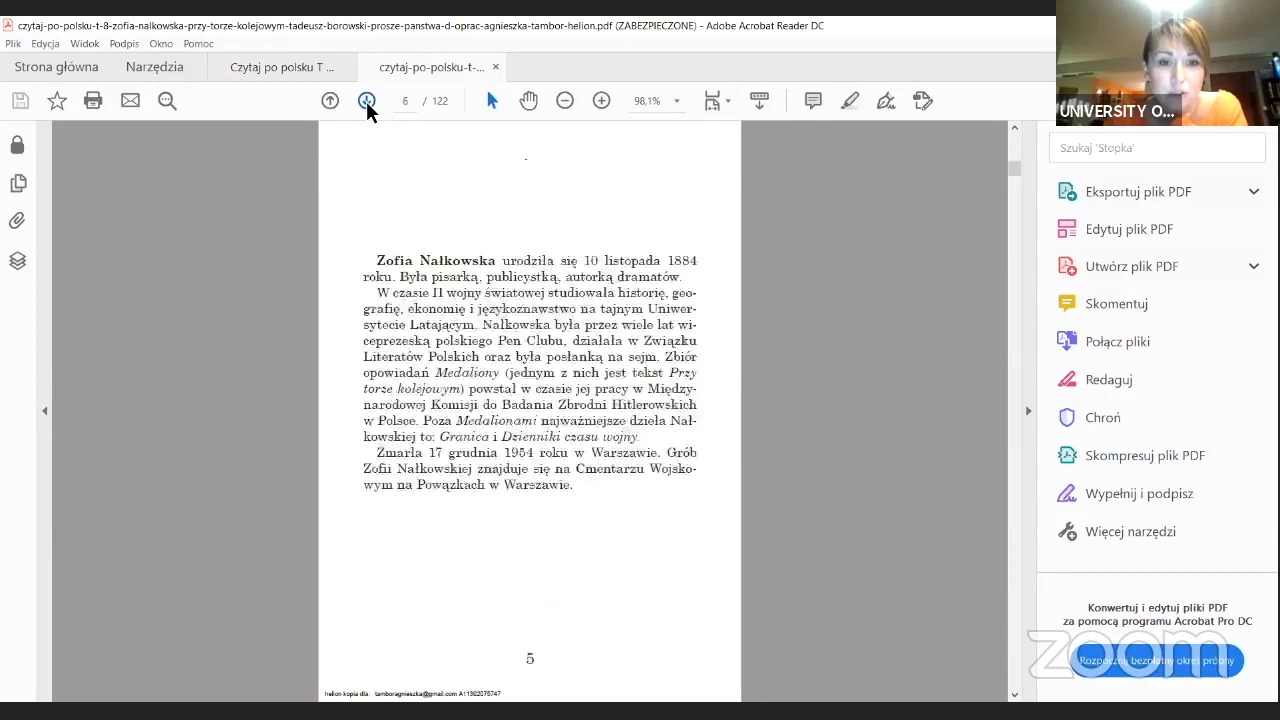 czytaj-po-polsku-t-8-zofia-nalkowska-przy-torze-kolejowym-tadeusz-borowski-prosze-panstwa-d-oprac-agnieszka-tambor-helion.pdf (ZABEZPIECZONE) - Adobe Acrobat Reader DC
Plik Edycja Widok Podpis Okno Pomoc
Strona główna Narzędzia Czytaj po polsku T ... czytaj-po-polsku-t-... ×
6 / 122 98,1%
UNIVERSITY O...
Szukaj 'Stopka'
Eksportuj plik PDF
Edytuj plik PDF
Utwórz plik PDF
Skomentuj
Połącz pliki
Redaguj
Chroń
Skompresuj plik PDF
Wypełnij i podpisz
Więcej narzędzi
Konwertuj i edytuj pliki PDF
za pomocą programu Acrobat Pro DC
Rozpocznij bezpłatny okres próbny
zoom
Zofia Nałkowska urodziła się 10 listopada 1884
roku. Była pisarką, publicystką, autorką dramatów.
W czasie II wojny światowej studiowała historię, geo-
grafię, ekonomię i językoznawstwo na tajnym Uniwer-
sytecie Latającym. Nałkowska była przez wiele lat wi-
ceprezeską polskiego Pen Clubu, działała w Związku
Literatów Polskich oraz była posłanką na sejm. Zbiór
opowiadań Medaliony (jednym z nich jest tekst Przy
torze kolejowym) powstał w czasie jej pracy w Między-
narodowej Komisji do Badania Zbrodni Hitlerowskich
w Polsce. Poza Medalionami najważniejsze dzieła Nał-
kowskiej to: Granica i Dzienniki czasu wojny.
Zmarła 17 grudnia 1954 roku w Warszawie. Grób
Zofii Nałkowskiej znajduje się na Cmentarzu Wojsko-
wym na Powązkach w Warszawie.
5
helion kopia dla: tamboragnieszka@gmail.com A11302075747